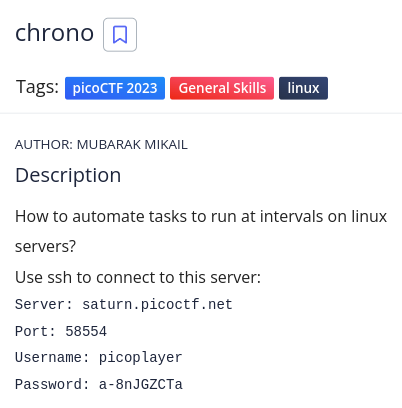 chrono
Tags: picoCTF 2023 General Skills linux
AUTHOR: MUBARAK MIKAIL
Description
How to automate tasks to run at intervals on linux
servers?
Use ssh to connect to this server:
Server: saturn.picoctf.net
Port: 58554
Username: picoplayer
Password: a-8nJGZCTa